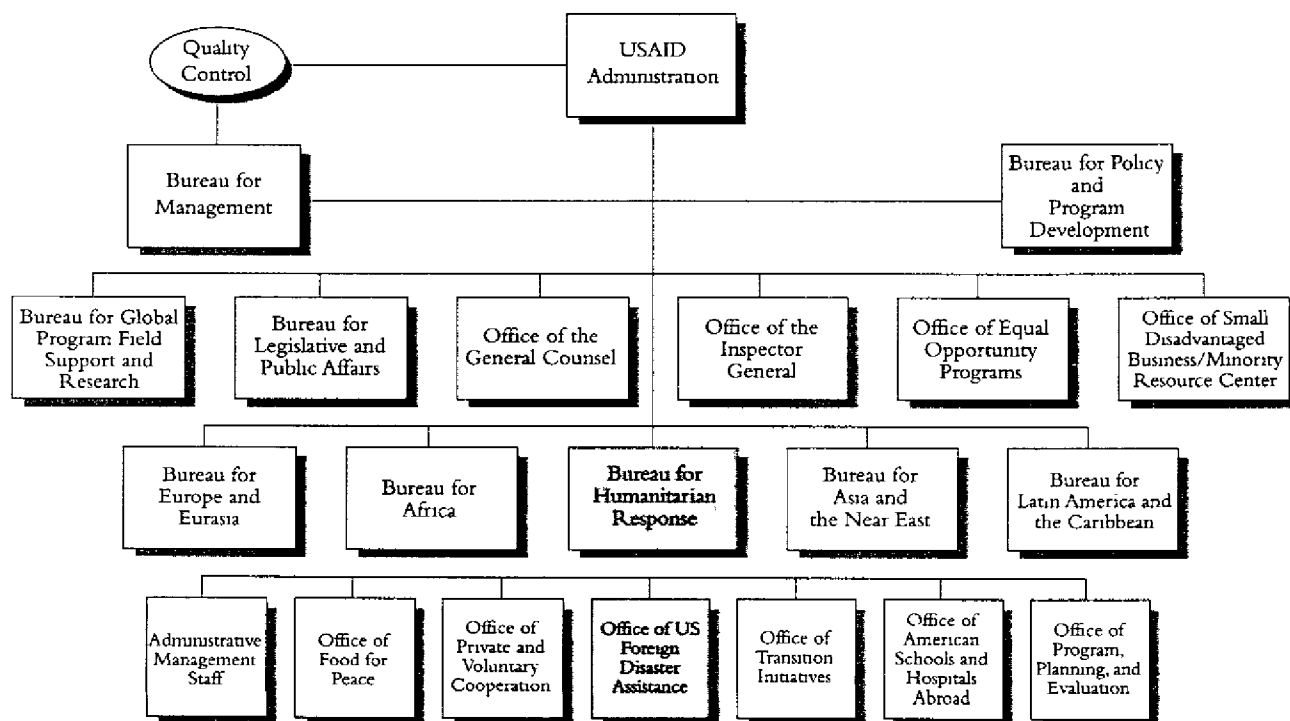 Quality
Control
USAID
Administration
Bureau for
Management
Bureau for Policy
and
Program
Development
Bureau for Global
Program Field
Support and
Research
Bureau for
Legislative and
Public Affairs
Office of the
General Counsel
Office of the
Inspector
General
Office of Equal
Opportunity
Programs
Office of Small
Disadvantaged
Business/Minority
Resource Center
Bureau for
Europe and
Eurasia
Bureau for
Africa
Bureau for
Humanitarian
Response
Bureau for
Asia and
the Near East
Bureau for
Latin America and
the Caribbean
Administrative
Management
Staff
Office of
Food for
Peace
Office of
Private and
Voluntary
Cooperation
Office of US
Foreign
Disaster
Assistance
Office of
Transition
Initiatives
Office of
American
Schools and
Hospitals
Abroad
Office of
Program,
Planning, and
Evaluation